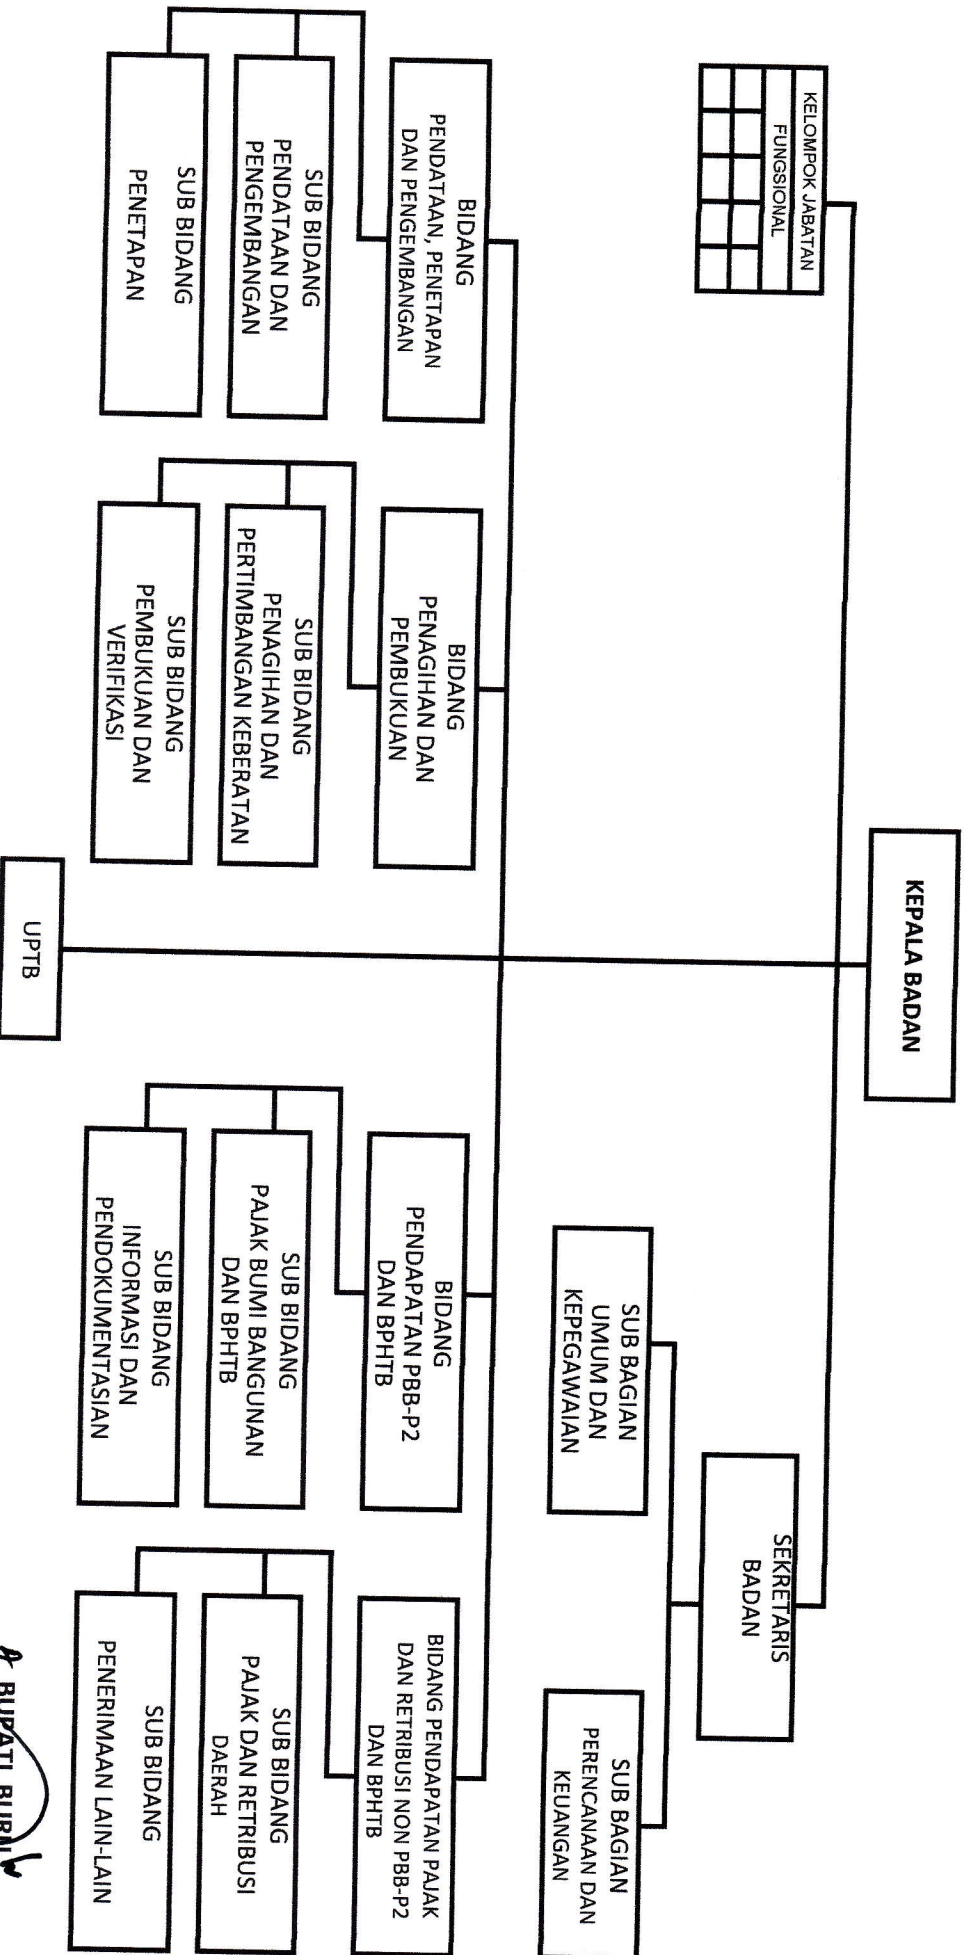 KEPALA BADAN
KELOMPOK JABATAN
FUNGSIONAL
SEKRETARIS
BADAN
SUB BAGIAN
UMUM DAN
KEPEGAWAIAN
SUB BAGIAN
PERENCANAAN DAN
KEUANGAN
BIDANG
PENDATAAN, PENETAPAN
DAN PENGEMBANGAN
SUB BIDANG
PENDATAAN DAN
PENGEMBANGAN
SUB BIDANG
PENETAPAN
BIDANG
PENAGIHAN DAN
PEMBUKUAN
SUB BIDANG
PENAGIHAN DAN
PERTIMBANGAN KEBERATAN
SUB BIDANG
PEMBUKUAN DAN
VERIFIKASI
BIDANG
PENDAPATAN PBB-P2
DAN BPHTB
SUB BIDANG
PAJAK BUMI BANGUNAN
DAN BPHTB
SUB BIDANG
INFORMASI DAN
PENDOKUMENTASIAN
BIDANG PENDAPATAN PAJAK
DAN RETRIBUSI NON PBB-P2
DAN BPHTB
SUB BIDANG
PAJAK DAN RETRIBUSI
DAERAH
SUB BIDANG
PENERIMAAN LAIN-LAIN
UPTB
BUPATI